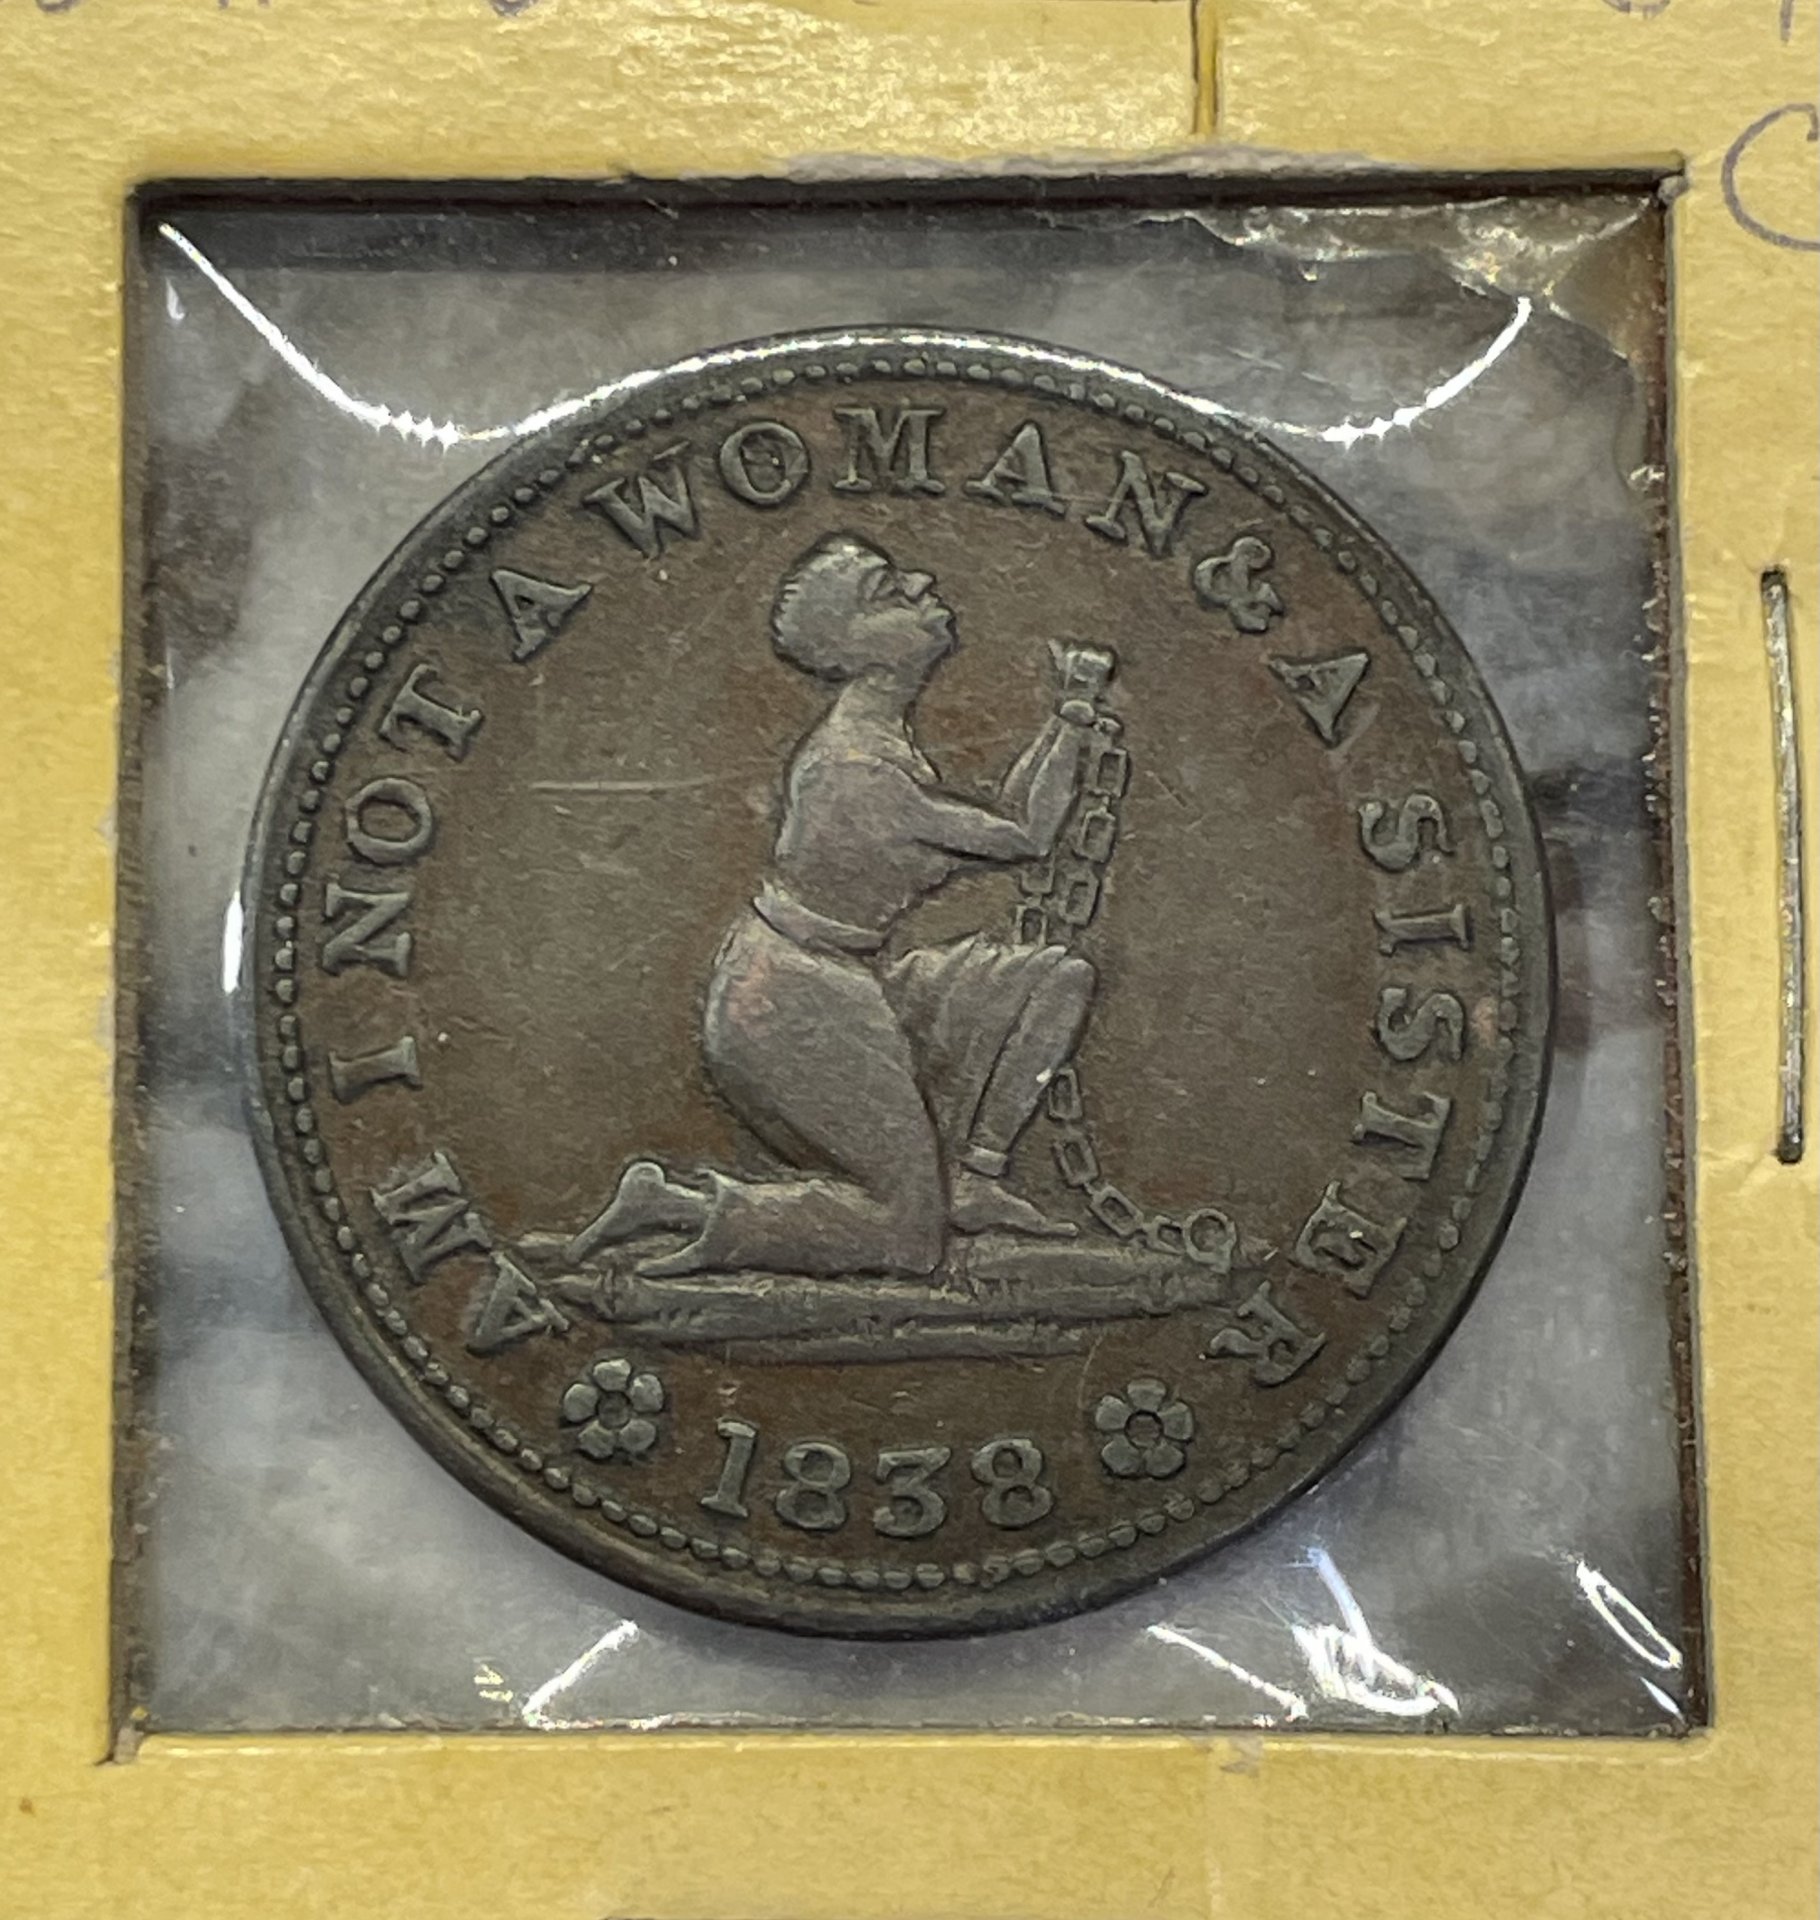 AM I NOT A WOMAN & A SISTER
1838